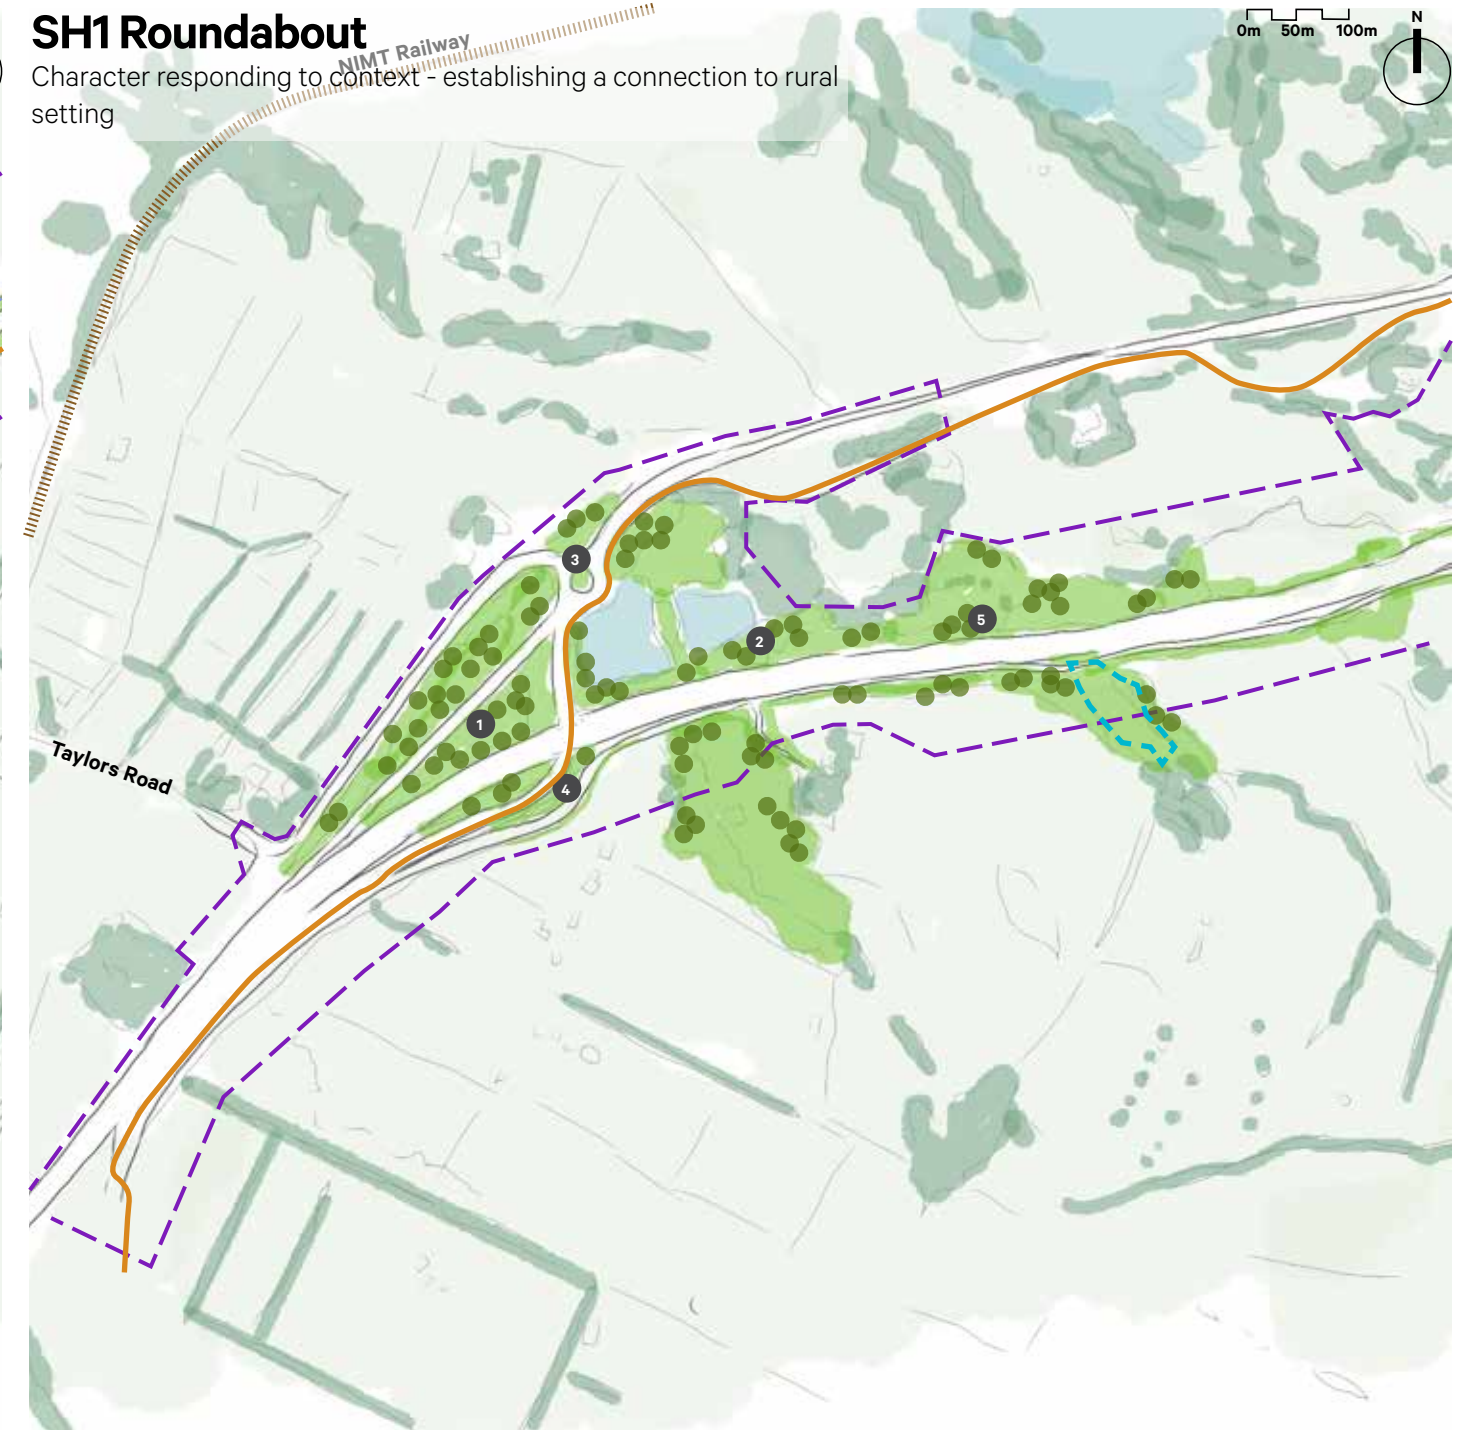 SH1 Roundabout
NIMT Railway
Character responding to context - establishing a connection to rural
setting
0m 50m 100m
N
3
5
2
1
Taylors Road
4